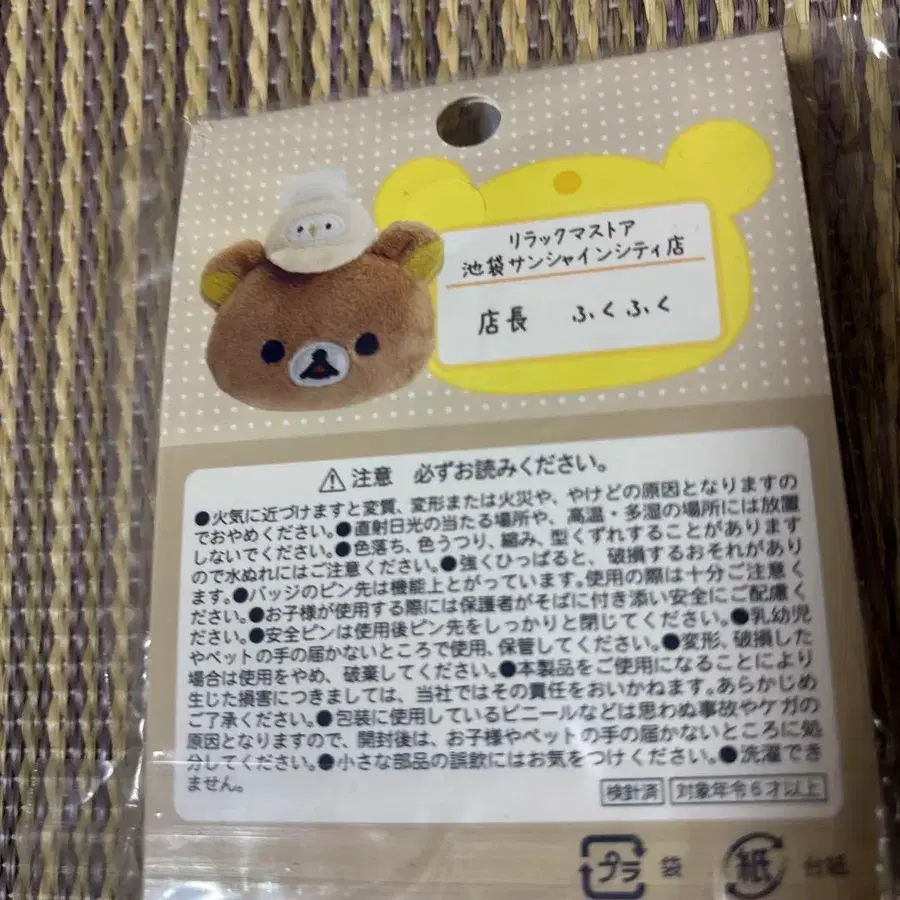 リラックマストア
池袋サンシャインシティ店
店長 ふくふく
⚠注意 必ずお読みください。
●火気に近づけますと変質、変形または火災や、やけどの原因となりますの
でおやめください。●直射日光の当たる場所や、高温・多湿の場所には放置
しないでください。●色落ち、色うつり、縮み、型くずれすることがあります
ので水ぬれにはご注意ください。●強くひっぱると、破損するおそれがあり
ます。●バッジのピン先は機能上とがっています。使用の際は十分ご注意く
ださい。●お子様が使用する際には保護者がそばに付き添い安全にご配慮く
ださい。●安全ピンは使用後ピン先をしっかりと閉じてください。●乳幼児
やペットの手の届かないところで使用、保管してください。●変形、破損した
場合は使用をやめ、破棄してください。●本製品をご使用になることにより
生じた損害につきましては、当社ではその責任をおいかねます。あらかじめ
ご了承ください。●包装に使用しているビニールなどは思わぬ事故やケガの
原因となりますので、開封後は、お子様やペットの手の届かないところに処
分してください。●小さな部品の誤飲にはお気をつけください。●洗濯でき
ません。
検針済 対象年令6才以上
プラ 袋 紙 台紙